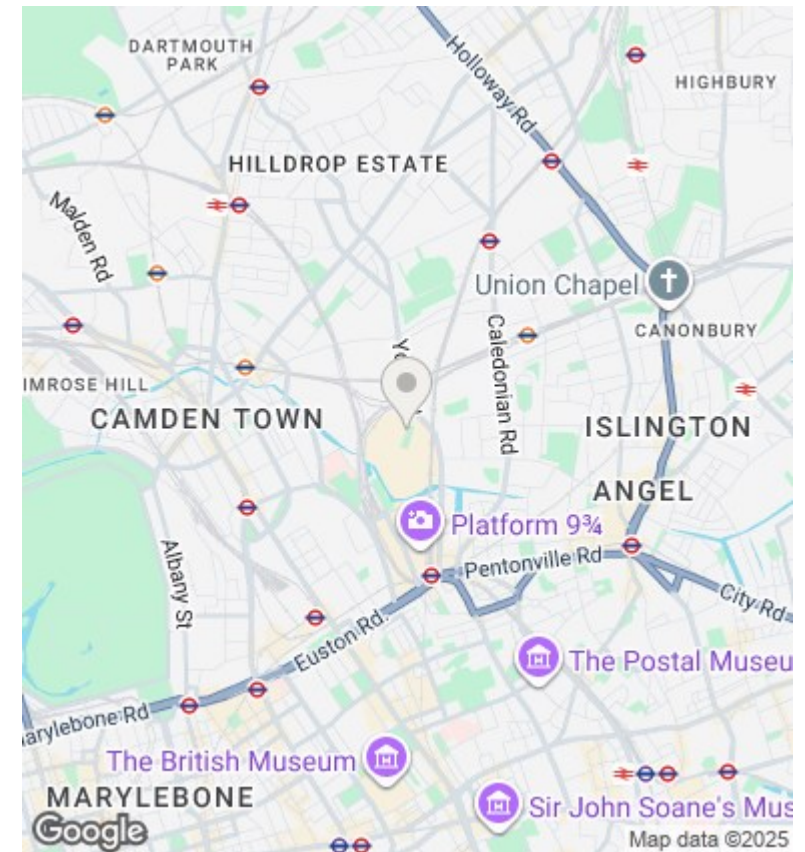 DARTMOUTH
PARK
Holloway Rd
HIGHBURY
HILLDROP ESTATE
Malden Rd
Union Chapel
CANONBURY
Caledonian Rd
IMROSE HILL
CAMDEN TOWN
ISLINGTON
ANGEL
Platform 9¾
Albany St
Pentonville Rd
City Rd
Euston Rd
The Postal Museu
arylebone Rd
The British Museum
MARYLEBONE
Sir John Soane's Mus
Google
Map data ©2025